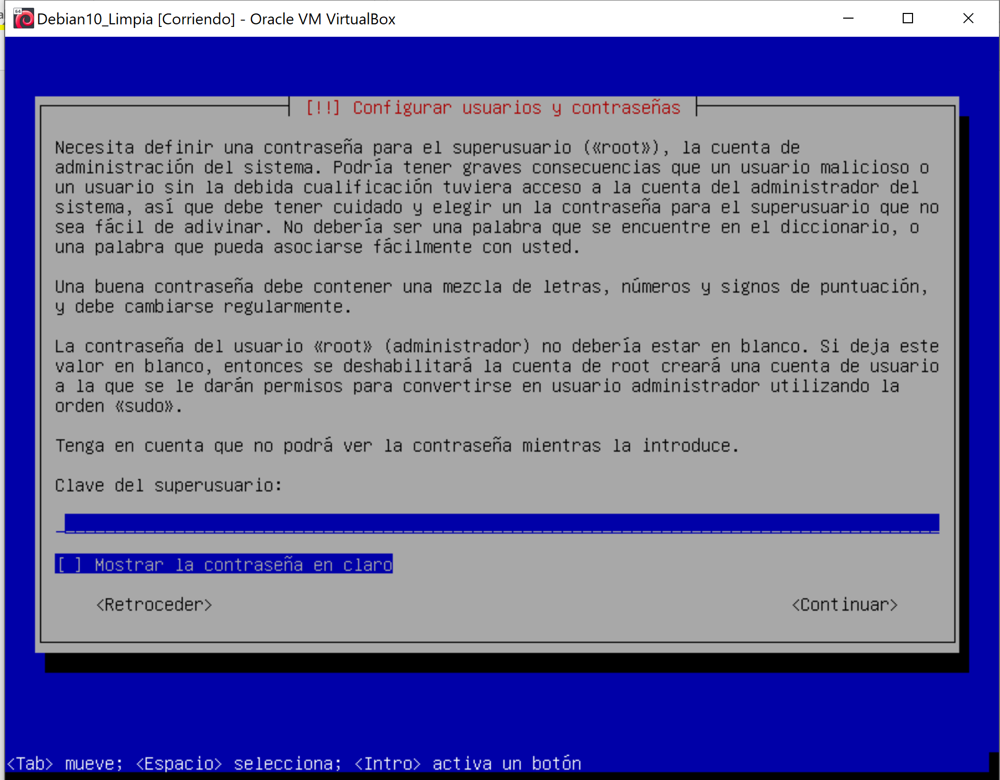 64
Debian10_Limpia [Corriendo] - Oracle VM VirtualBox
[!!] Configurar usuarios y contraseñas
Necesita definir una contraseña para el superusuario («root»), la cuenta de
administración del sistema. Podría tener graves consecuencias que un usuario malicioso o
un usuario sin la debida cualificación tuviera acceso a la cuenta del administrador del
sistema, así que debe tener cuidado y elegir un la contraseña para el superusuario que no
sea fácil de adivinar. No debería ser una palabra que se encuentre en el diccionario, o
una palabra que pueda asociarse fácilmente con usted.
Una buena contraseña debe contener una mezcla de letras, números y signos de puntuación,
y debe cambiarse regularmente.
La contraseña del usuario «root» (administrador) no debería estar en blanco. Si deja este
valor en blanco, entonces se deshabilitará la cuenta de root creará una cuenta de usuario
a la que se le darán permisos para convertirse en usuario administrador utilizando la
orden «sudo».
Tenga en cuenta que no podrá ver la contraseña mientras la introduce.
Clave del superusuario:
[ ] Mostrar la contraseña en claro
<Retroceder> <Continuar>
<Tab> mueve; <Espacio> selecciona; <Intro> activa un botón